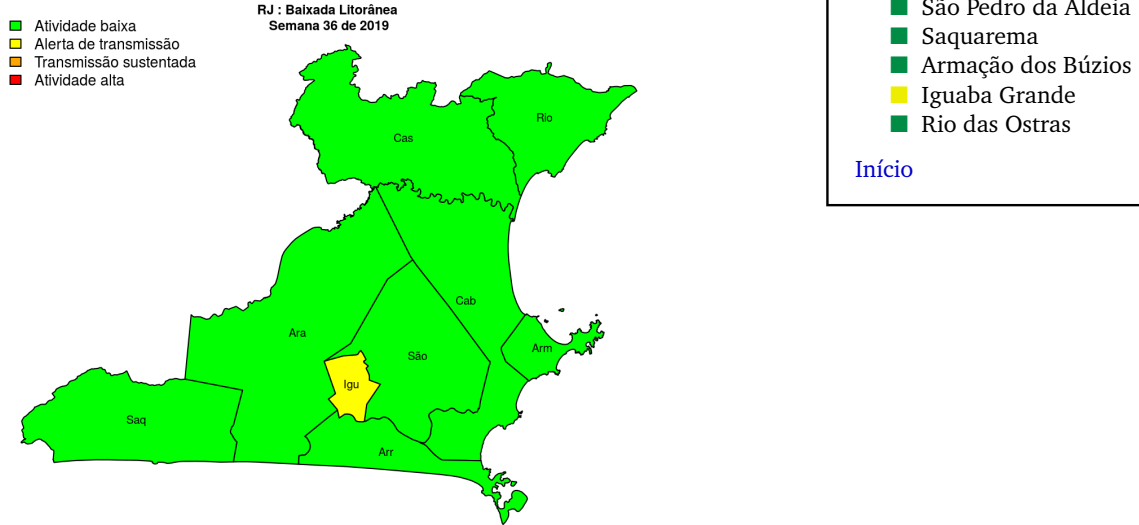 RJ : Baixada Litorânea
Semana 36 de 2019
Atividade baixa
Alerta de transmissão
Transmissão sustentada
Atividade alta
Rio
Cas
Cab
Ara
Arm
São
Igu
Saq
Arr
São Pedro da Aldeia
Saquarema
Armação dos Búzios
Iguaba Grande
Rio das Ostras
Início